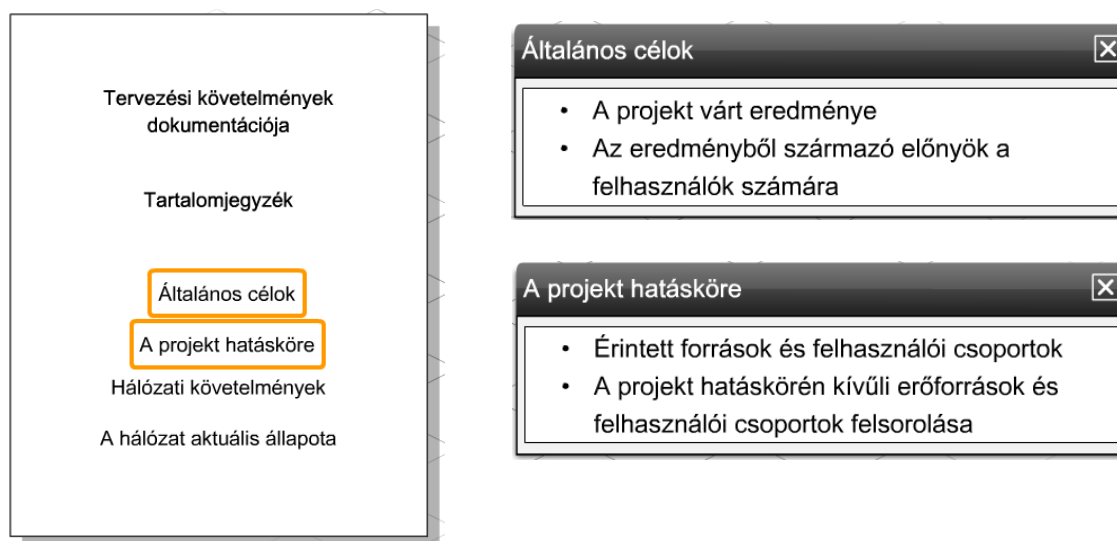 Tervezési követelmények
dokumentációja
Tartalomjegyzék
Általános célok
A projekt hatásköre
Hálózati követelmények
A hálózat aktuális állapota
Általános célok
• A projekt várt eredménye
• Az eredményből származó előnyök a
felhasználók számára
A projekt hatásköre
• Érintett források és felhasználói csoportok
• A projekt hatáskörén kívűli erőforrások és
felhasználói csoportok felsorolása